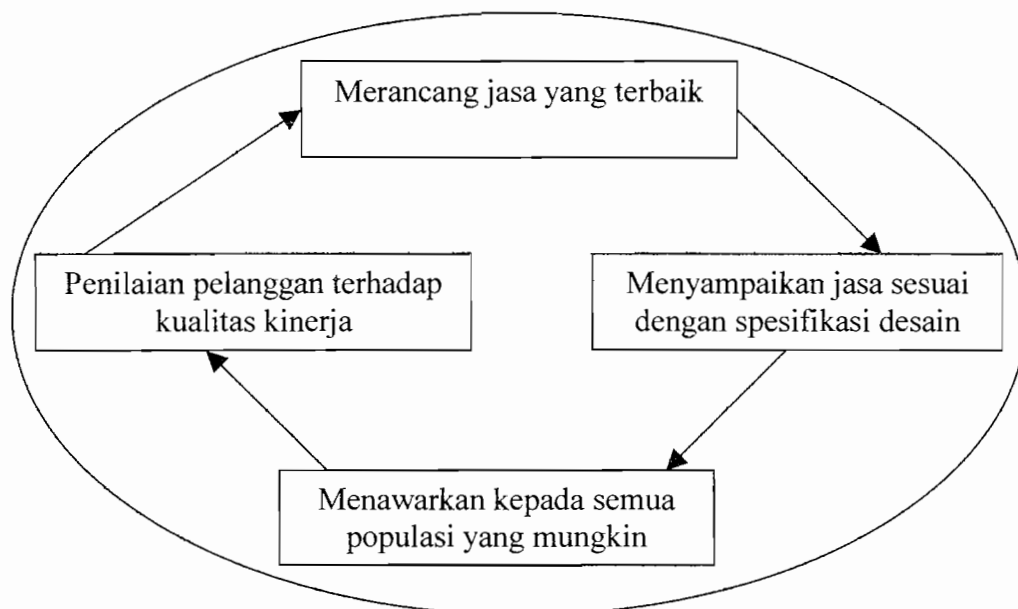 Merancang jasa yang terbaik
Menyampaikan jasa sesuai
dengan spesifikasi desain
Menawarkan kepada semua
populasi yang mungkin
Penilaian pelanggan terhadap
kualitas kinerja